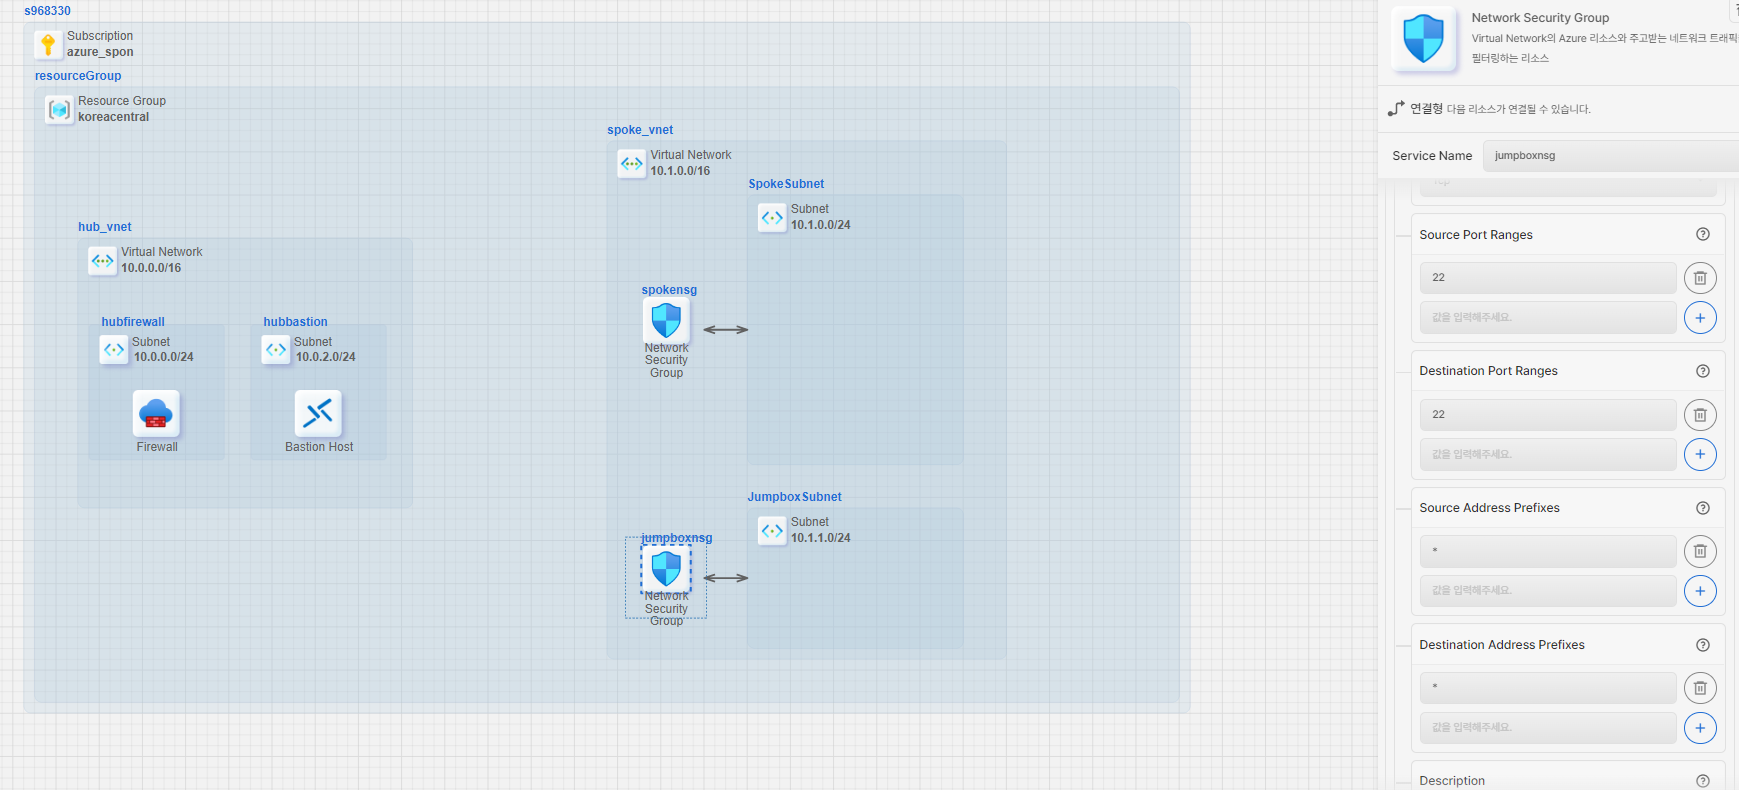 s968330
Subscription
azure_spon
resourceGroup
Resource Group
koreacentral
hub_vnet
Virtual Network
10.0.0.0/16
hubfirewall
Subnet
10.0.0.0/24
Firewall
hubbastion
Subnet
10.0.2.0/24
Bastion Host
spoke_vnet
Virtual Network
10.1.0.0/16
SpokeSubnet
Subnet
10.1.0.0/24
spokensg
Network
Security
Group
JumpboxSubnet
Subnet
10.1.1.0/24
jumpboxnsg
Network
Security
Group
Network Security Group
Virtual Network의 Azure 리소스와 주고받는 네트워크 트래픽
필터링하는 리소스
연결형 다음 리소스가 연결될 수 있습니다.
Service Name
jumpboxnsg
Source Port Ranges
22
값을 입력해주세요.
Destination Port Ranges
22
값을 입력해주세요.
Source Address Prefixes
*
값을 입력해주세요.
Destination Address Prefixes
*
값을 입력해주세요.
Description